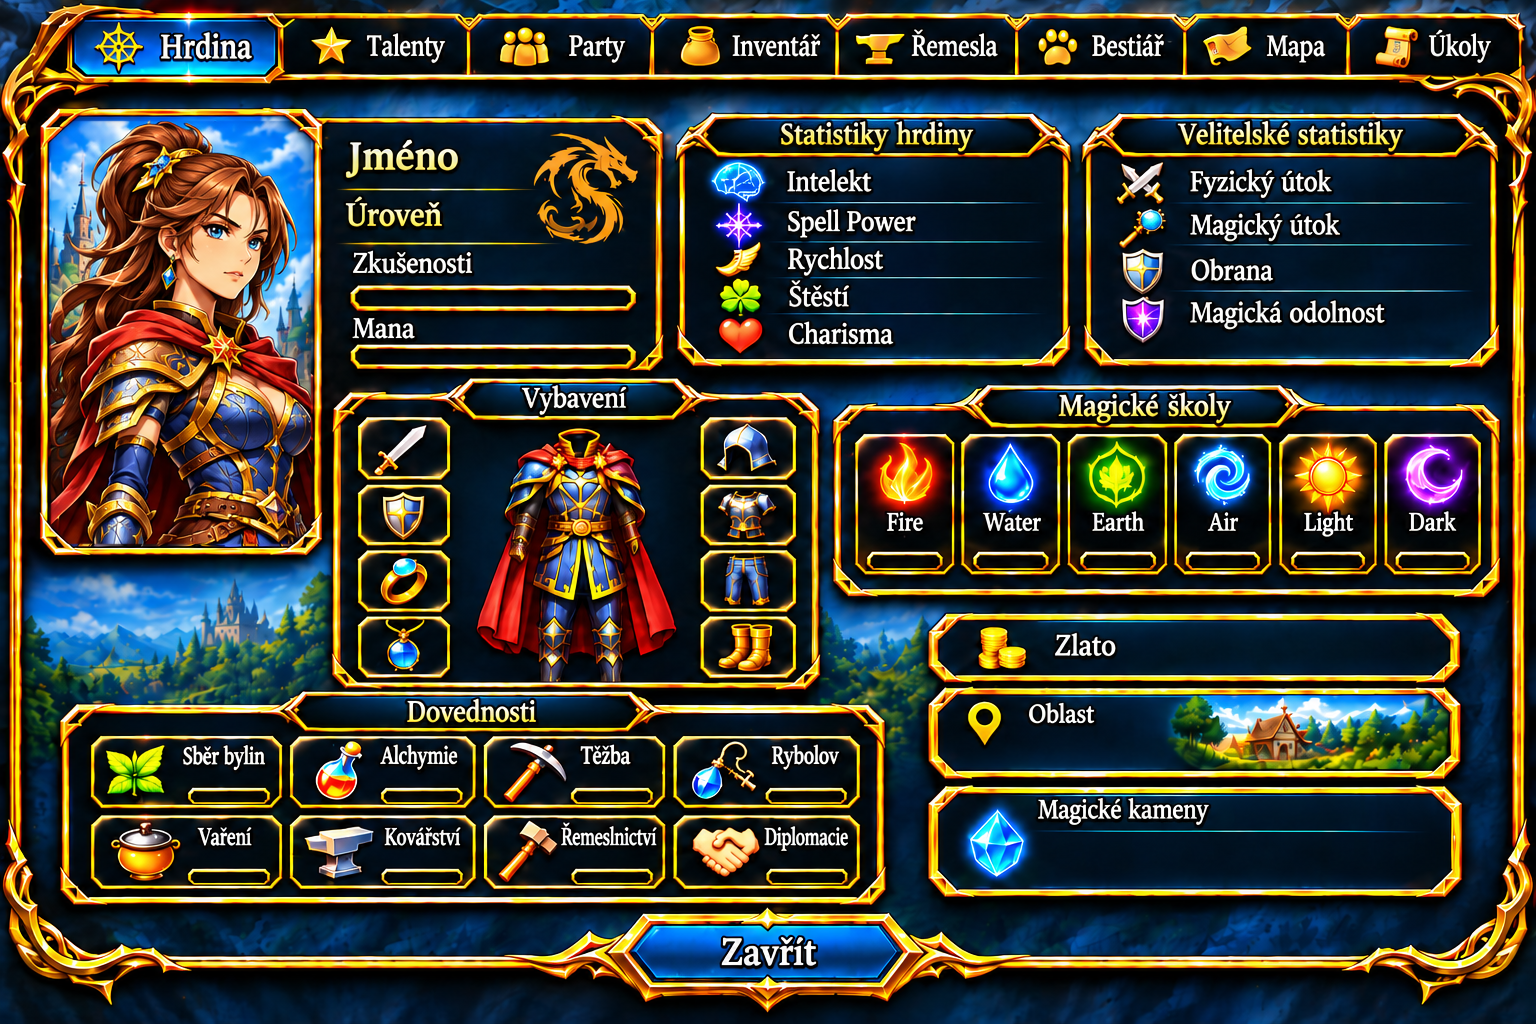 Hrdina
Talenty
Party
Inventář
Řemesla
Bestiář
Mapa
Úkoly
Jméno
Úroveň
Zkušenosti
Mana
Statistiky hrdiny
Intelekt
Spell Power
Rychlost
Štěstí
Charisma
Velitelské statistiky
Fyzický útok
Magický útok
Obrana
Magická odolnost
Vybavení
Magické školy
Fire
Water
Earth
Air
Light
Dark
Zlato
Oblast
Magické kameny
Dovednosti
Sběr bylin
Alchymie
Těžba
Rybolov
Vaření
Kovářství
Řemeslnictví
Diplomacie
Zavřít